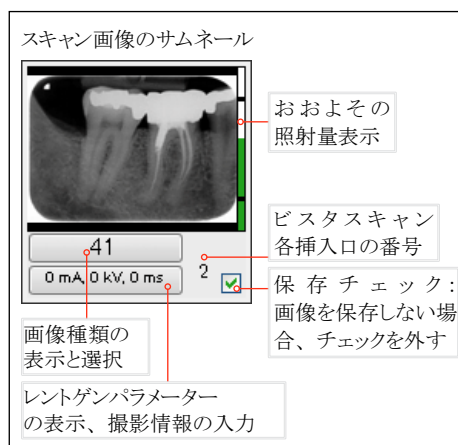 スキャン画像のサムネール
おおよその
照射量表示
ビスタスキャン
各挿入口の番号
41
2
0 mA, 0 kV, 0 ms
保存チェック:
画像を保存しない場
合、チェックを外す
画像種類の
表示と選択
レントゲンパラメーター
の表示、撮影情報の入力